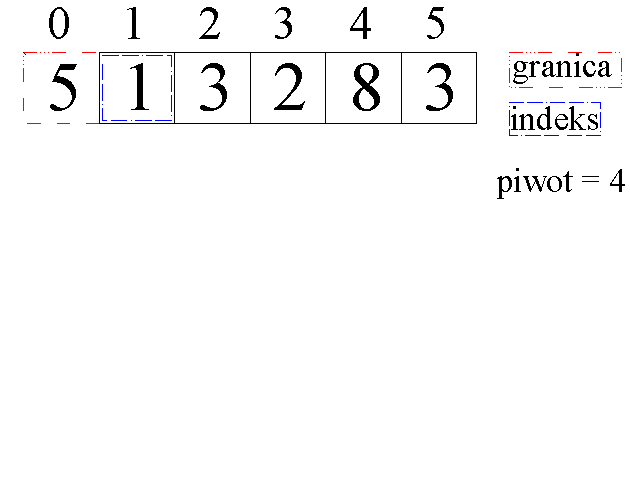 0 1 2 3 4 5
5 1 3 2 8 3
granica
indeks
piwot = 4